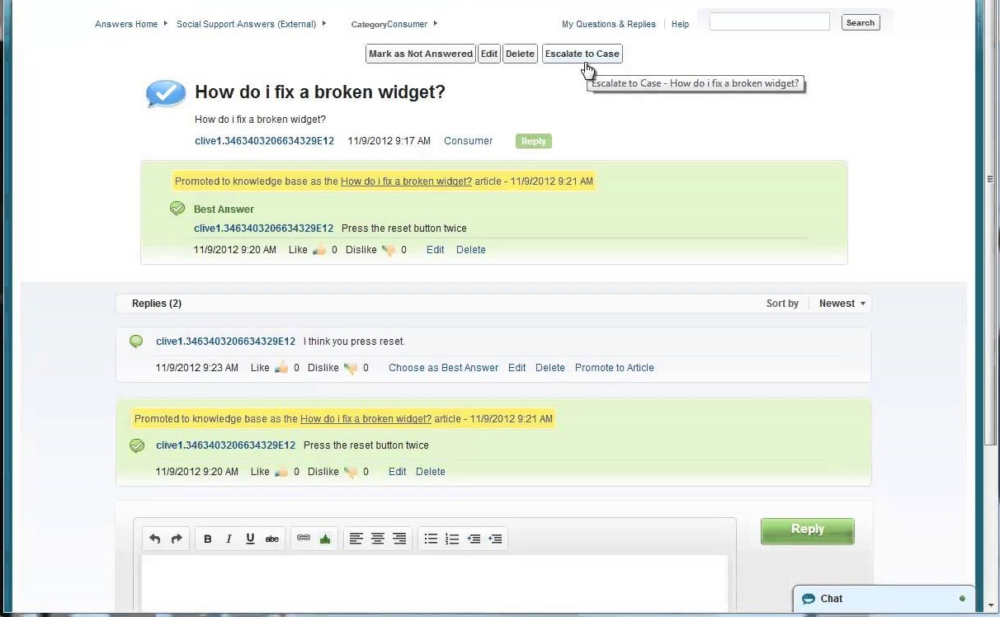 Answers Home Social Support Answers (External) CategoryConsumer My Questions & Replies Help Search
Mark as Not Answered Edit Delete Escalate to Case
Escalate to Case - How do i fix a broken widget?
How do i fix a broken widget?
How do i fix a broken widget?
clive1.3463403206634329E12 11/9/2012 9:17 AM Consumer Reply
Promoted to knowledge base as the How do i fix a broken widget? article - 11/9/2012 9:21 AM
Best Answer
clive1.3463403206634329E12 Press the reset button twice
11/9/2012 9:20 AM Like 0 Dislike 0 Edit Delete
Replies (2) Sort by Newest
clive1.3463403206634329E12 I think you press reset.
11/9/2012 9:23 AM Like 0 Dislike 0 Choose as Best Answer Edit Delete Promote to Article
Promoted to knowledge base as the How do i fix a broken widget? article - 11/9/2012 9:21 AM
clive1.3463403206634329E12 Press the reset button twice
11/9/2012 9:20 AM Like 0 Dislike 0 Edit Delete
B I U abc Reply
Chat